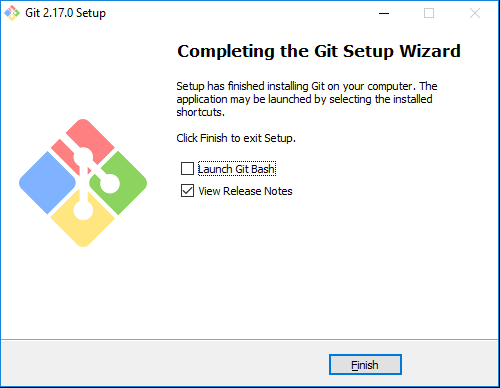 Git 2.17.0 Setup
Completing the Git Setup Wizard
Setup has finished installing Git on your computer. The
application may be launched by selecting the installed
shortcuts.
Click Finish to exit Setup.
Launch Git Bash
View Release Notes
Finish